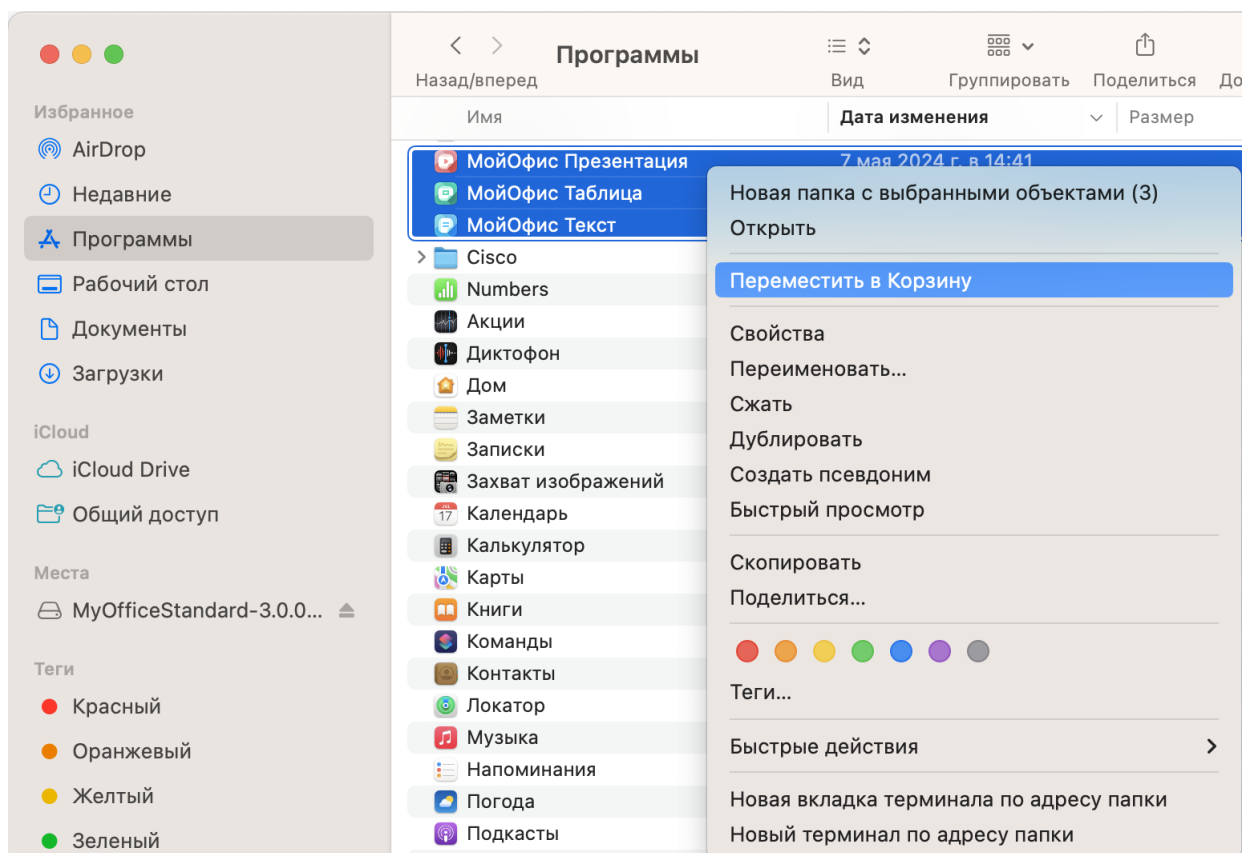 Программы
Назад/вперед
Вид
Группировать
Поделиться
До
Имя
Дата изменения
Размер
Избранное
AirDrop
Недавние
Программы
Рабочий стол
Документы
Загрузки
iCloud
iCloud Drive
Общий доступ
Места
MyOfficeStandard-3.0.0...
Теги
Красный
Оранжевый
Желтый
Зеленый
МойОфис Презентация
7 мая 2024 г. в 14:41
МойОфис Таблица
МойОфис Текст
Cisco
Numbers
Акции
Диктофон
Дом
Заметки
Записки
Захват изображений
17
Календарь
Калькулятор
Карты
Книги
Команды
Контакты
Локатор
Музыка
Напоминания
Погода
Подкасты
Новая папка с выбранными объектами (3)
Открыть
Переместить в Корзину
Свойства
Переименовать...
Сжать
Дублировать
Создать псевдоним
Быстрый просмотр
Скопировать
Поделиться...
Теги...
Быстрые действия
Новая вкладка терминала по адресу папки
Новый терминал по адресу папки